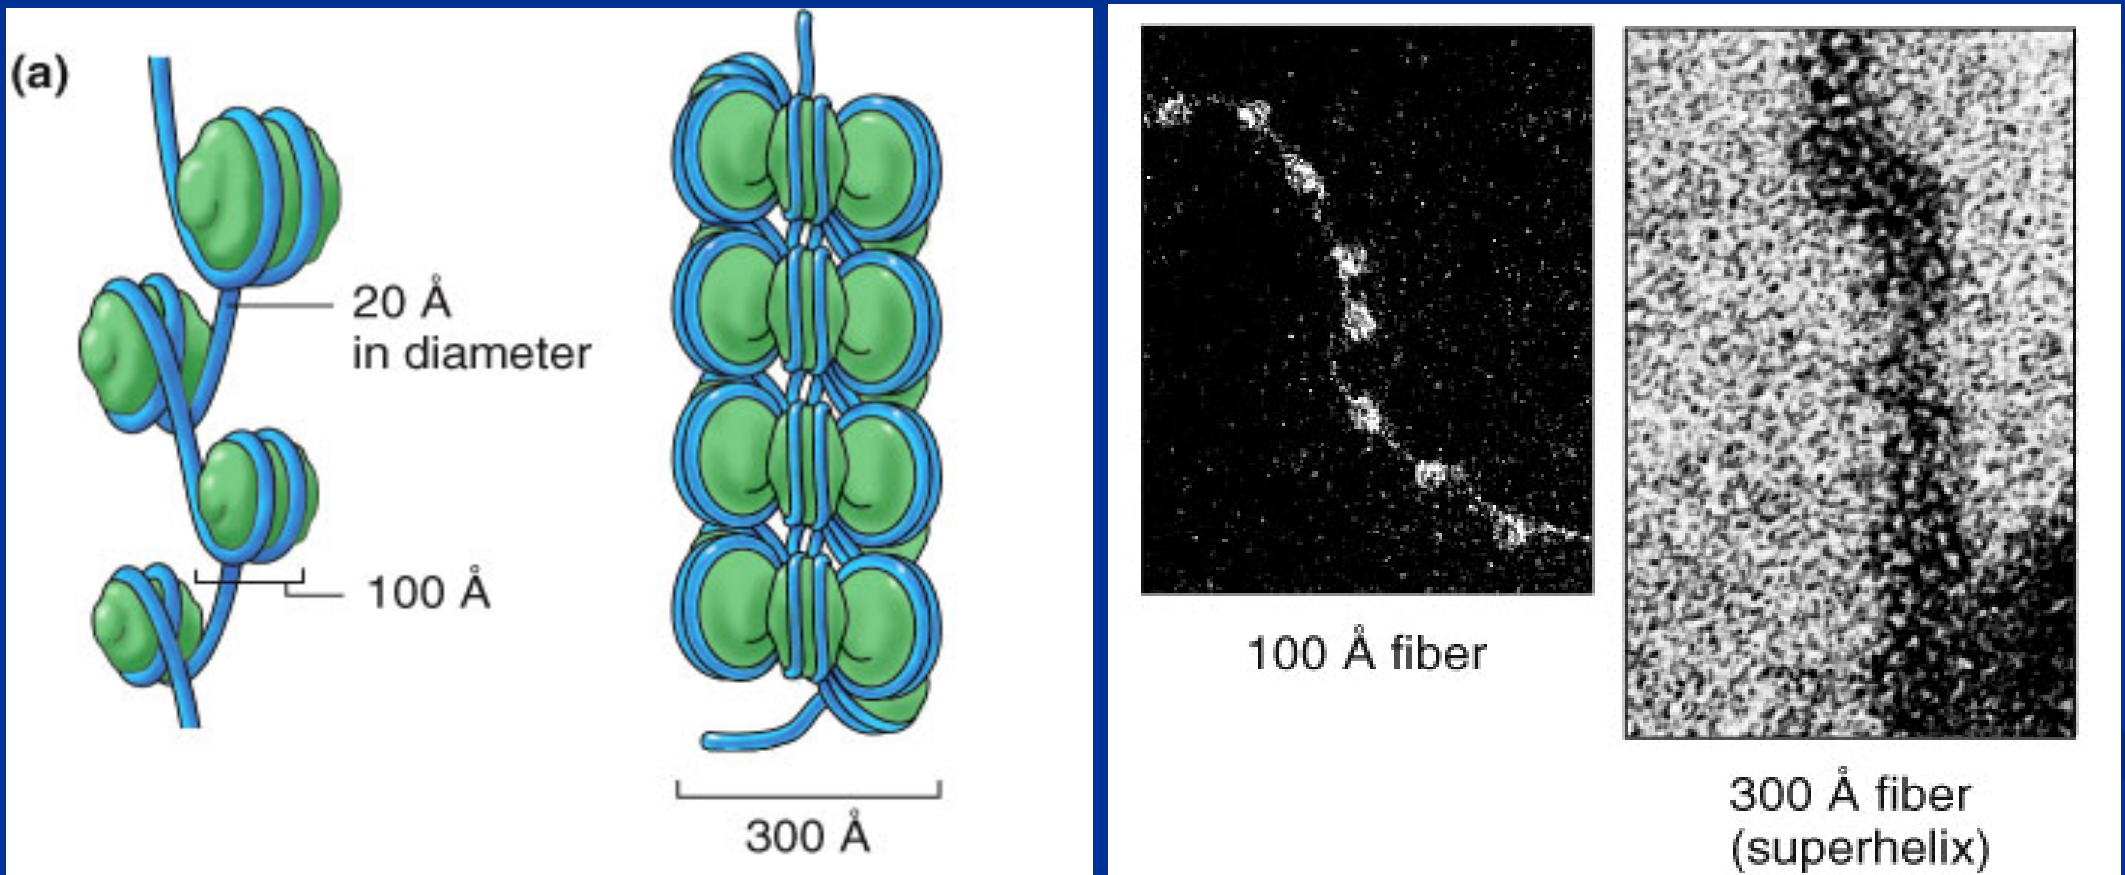 (a)
20 Å
in diameter
100 Å
300 Å
100 Å fiber
300 Å fiber
(superhelix)